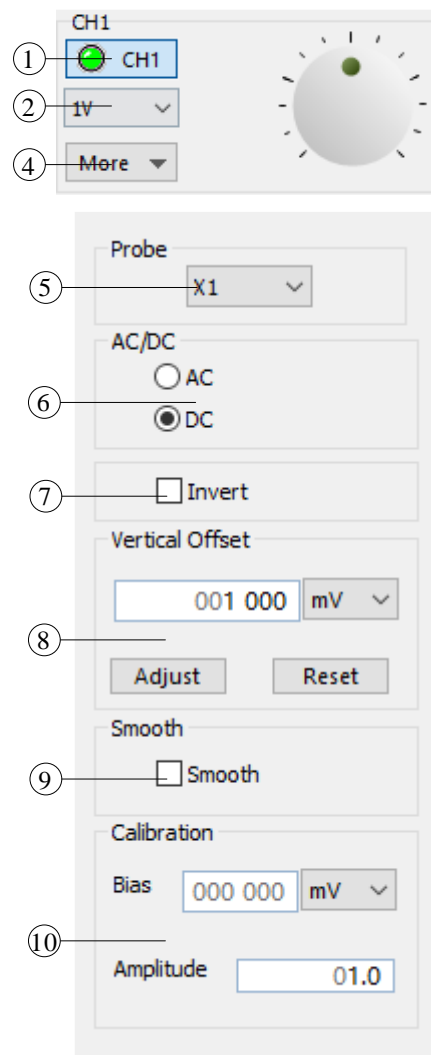 CH1
① CH1
② 1V
④ More
Probe
⑤ X1
AC/DC
AC
⑥
DC
⑦ Invert
Vertical Offset
001 000 mV
⑧
Adjust Reset
Smooth
⑨ Smooth
Calibration
Bias 000 000 mV
⑩
Amplitude 01.0